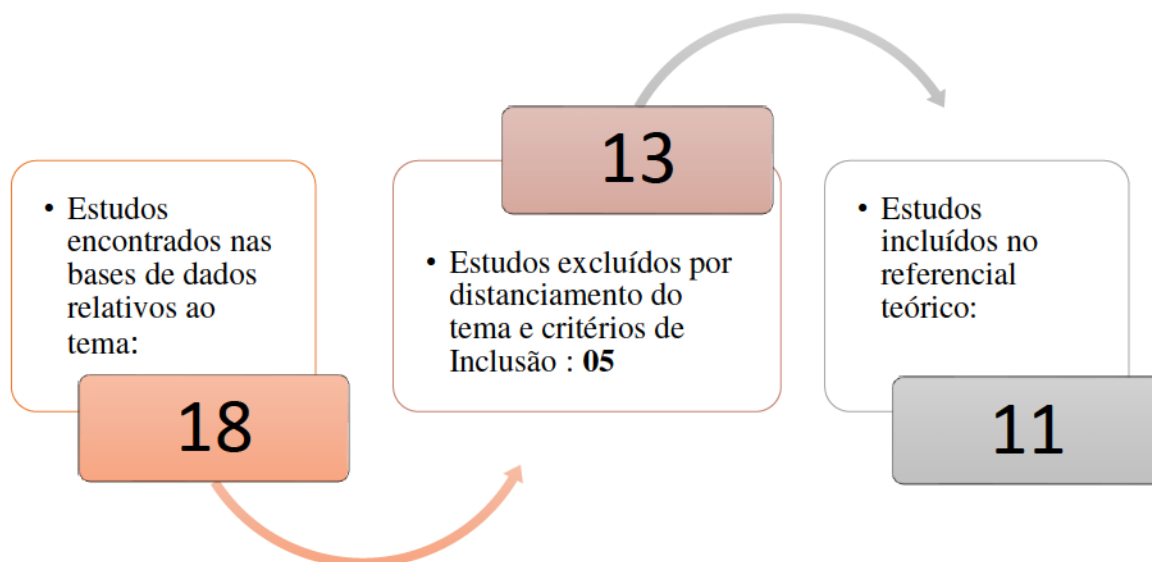 • Estudos
encontrados nas
bases de dados
relativos ao
tema:
18
13
• Estudos excluídos por
distanciamento do
tema e critérios de
Inclusão : 05
• Estudos
incluídos no
referencial
teórico:
11